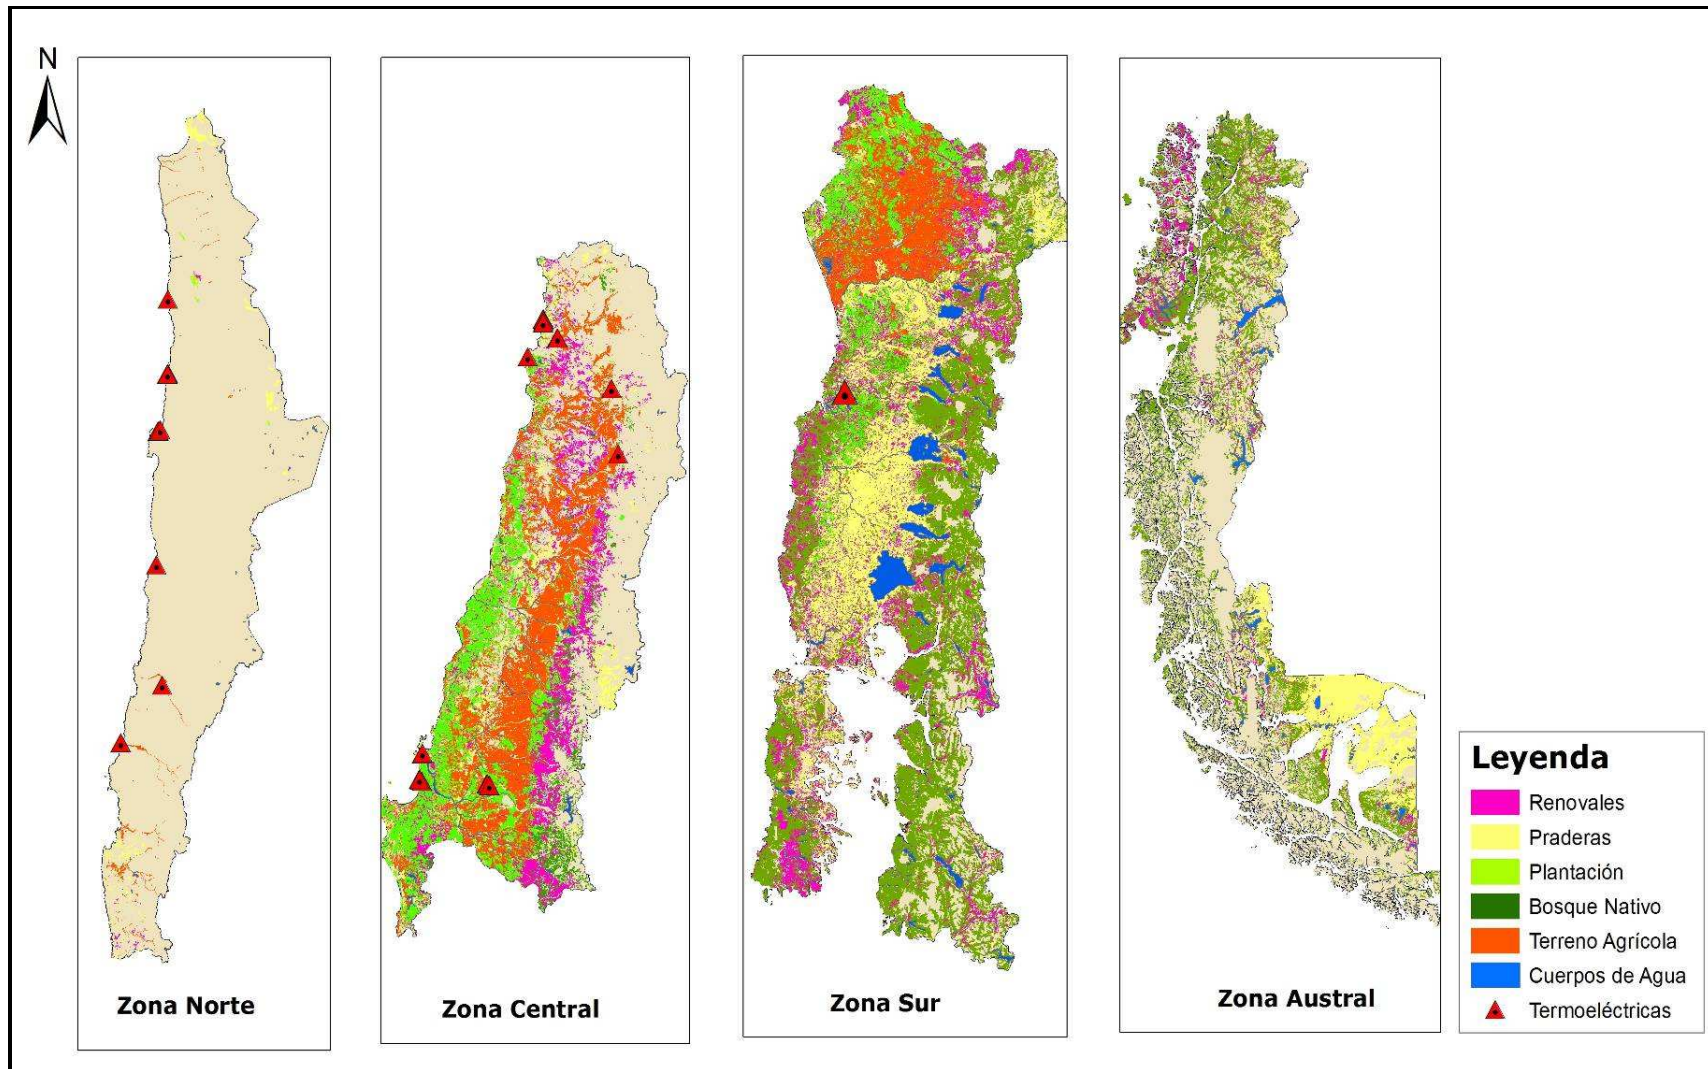 N
Zona Norte
Zona Central
Zona Sur
Zona Austral
Leyenda
Renovales
Praderas
Plantación
Bosque Nativo
Terreno Agrícola
Cuerpos de Agua
Termoeléctricas